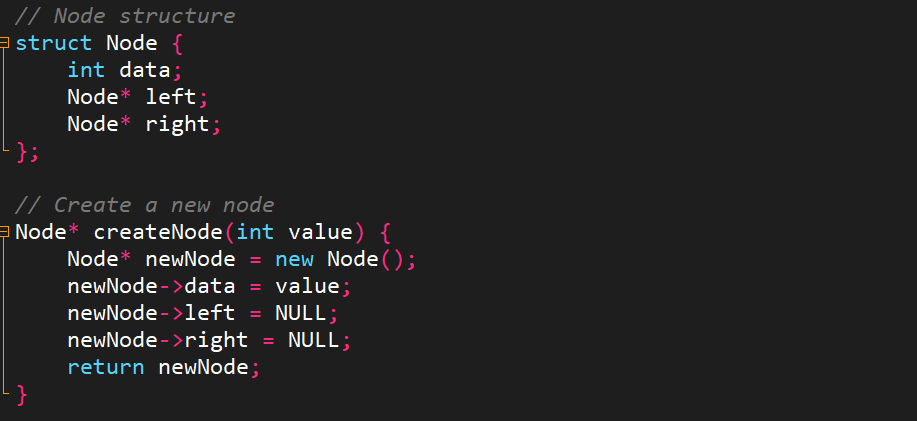 // Node structure
struct Node {
    int data;
    Node* left;
    Node* right;
};

// Create a new node
Node* createNode(int value) {
    Node* newNode = new Node();
    newNode->data = value;
    newNode->left = NULL;
    newNode->right = NULL;
    return newNode;
}